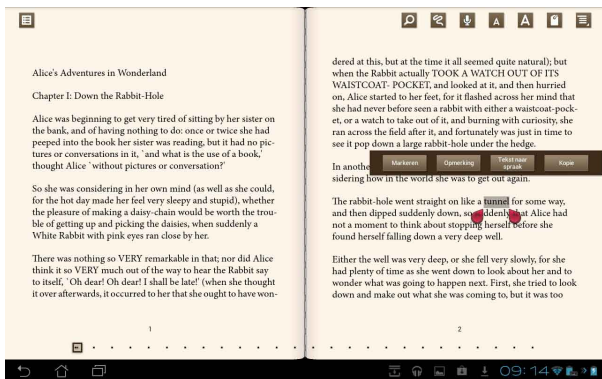 Alice's Adventures in Wonderland
Chapter I: Down the Rabbit-Hole
Alice was beginning to get very tired of sitting by her sister on
the bank, and of having nothing to do: once or twice she had
peeped into the book her sister was reading, but it had no pic-
tures or conversations in it, `and what is the use of a book,'
thought Alice `without pictures or conversation?'
So she was considering in her own mind (as well as she could,
for the hot day made her feel very sleepy and stupid), whether
the pleasure of making a daisy-chain would be worth the trou-
ble of getting up and picking the daisies, when suddenly a
White Rabbit with pink eyes ran close by her.
There was nothing so VERY remarkable in that; nor did Alice
think it so VERY much out of the way to hear the Rabbit say
to itself, `Oh dear! Oh dear! I shall be late!' (when she thought
it over afterwards, it occurred to her that she ought to have won-
1
A A
dered at this, but at the time it all seemed quite natural); but
when the Rabbit actually TOOK A WATCH OUT OF ITS
WAISTCOAT- POCKET, and looked at it, and then hurried
on, Alice started to her feet, for it flashed across her mind that
she had never before seen a rabbit with either a waistcoat-pock-
et, or a watch to take out of it, and burning with curiosity, she
ran across the field after it, and fortunately was just in time to
see it pop down a large rabbit-hole under the hedge.
Markeren Opmerking Tekst naar spraak Kopie
In anothe
sidering how in the world she was to get out again.
The rabbit-hole went straight on like a tunnel for some way,
and then dipped suddenly down, so suddenly that Alice had
not a moment to think about stopping herself before she
found herself falling down a very deep well.
Either the well was very deep, or she fell very slowly, for she
had plenty of time as she went down to look about her and to
wonder what was going to happen next. First, she tried to look
down and make out what she was coming to, but it was too
2
09:14